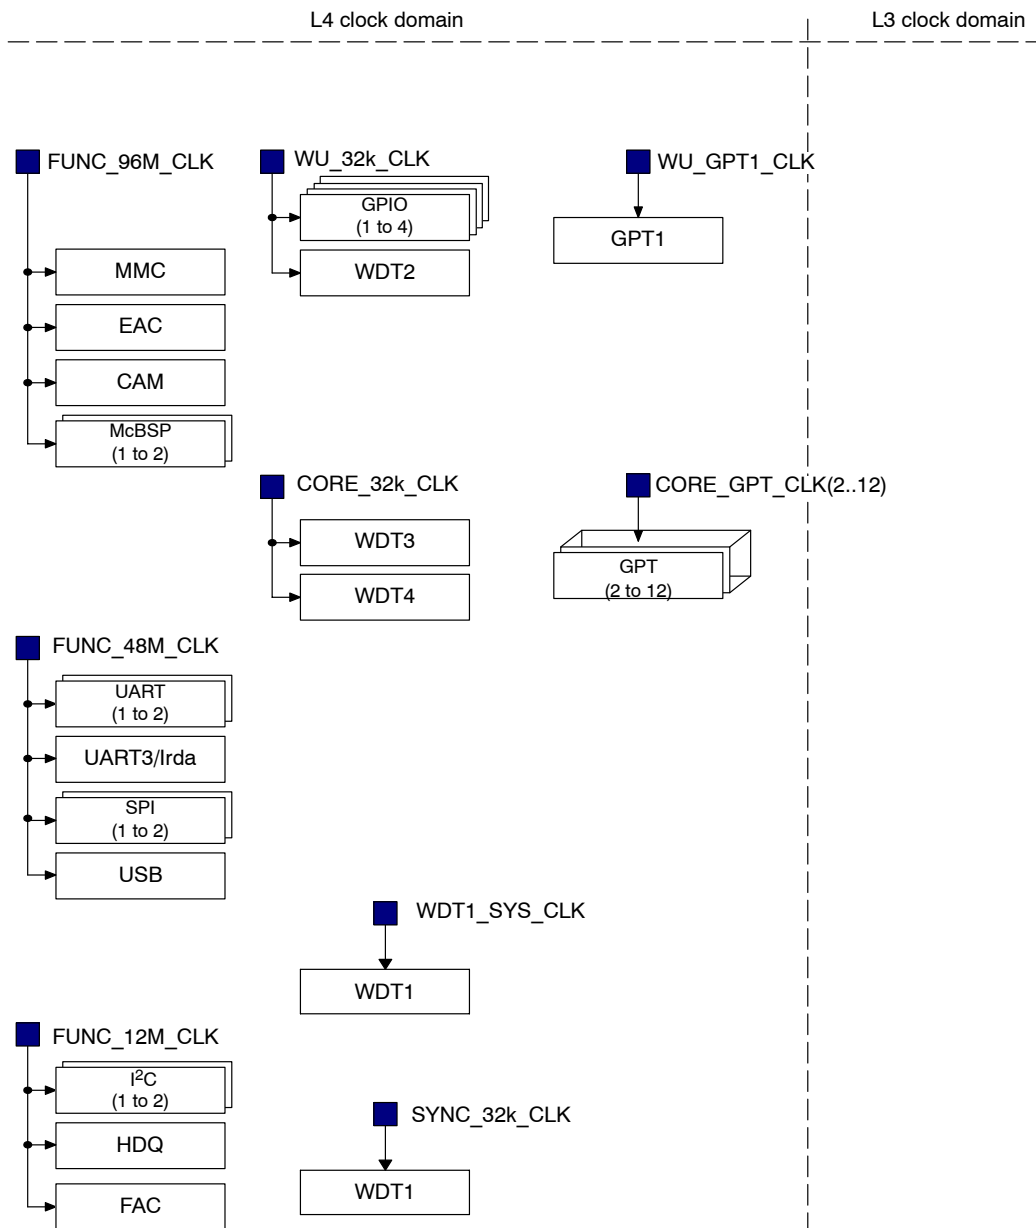 L4 clock domain
L3 clock domain
FUNC_96M_CLK
MMC
EAC
CAM
McBSP
(1 to 2)
WU_32k_CLK
GPIO
(1 to 4)
WDT2
WU_GPT1_CLK
GPT1
CORE_32k_CLK
WDT3
WDT4
CORE_GPT_CLK(2..12)
GPT
(2 to 12)
FUNC_48M_CLK
UART
(1 to 2)
UART3/Irda
SPI
(1 to 2)
USB
WDT1_SYS_CLK
WDT1
FUNC_12M_CLK
I²C
(1 to 2)
HDQ
FAC
SYNC_32k_CLK
WDT1